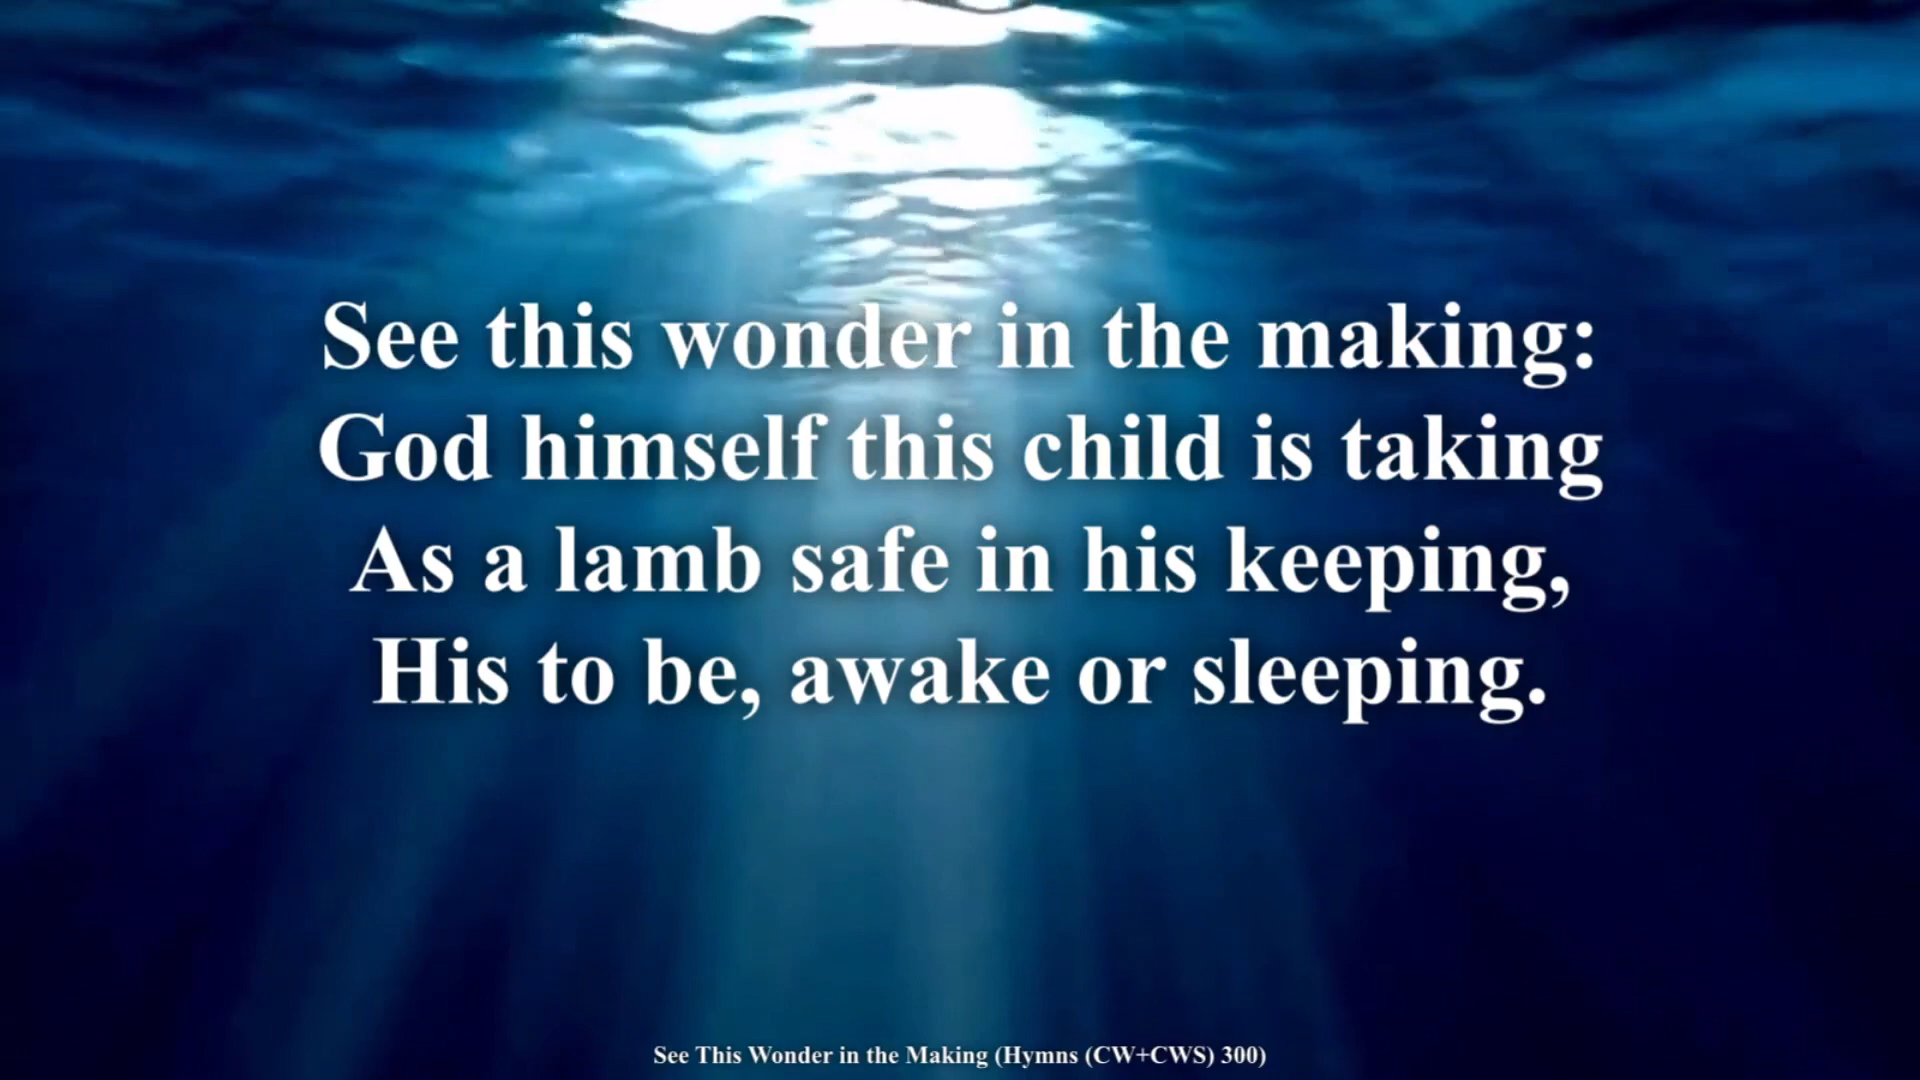 See this wonder in the making:
God himself this child is taking
As a lamb safe in his keeping,
His to be, awake or sleeping.
See This Wonder in the Making (Hymns (CW+CWS) 300)